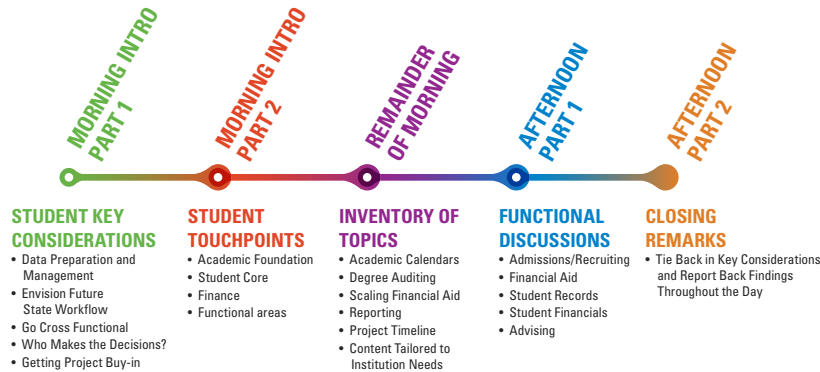 MORNING INTRO
PART 1
MORNING INTRO
PART 2
REMAINDER
OF MORNING
AFTERNOON
PART 1
AFTERNOON
PART 2
STUDENT KEY
CONSIDERATIONS
• Data Preparation and
Management
• Envision Future
State Workflow
• Go Cross Functional
• Who Makes the Decisions?
• Getting Project Buy-in
STUDENT
TOUCHPOINTS
• Academic Foundation
• Student Core
• Finance
• Functional areas
INVENTORY OF
TOPICS
• Academic Calendars
• Degree Auditing
• Scaling Financial Aid
• Reporting
• Project Timeline
• Content Tailored to
Institution Needs
FUNCTIONAL
DISCUSSIONS
• Admissions/Recruiting
• Financial Aid
• Student Records
• Student Financials
• Advising
CLOSING
REMARKS
• Tie Back in Key Considerations
and Report Back Findings
Throughout the Day